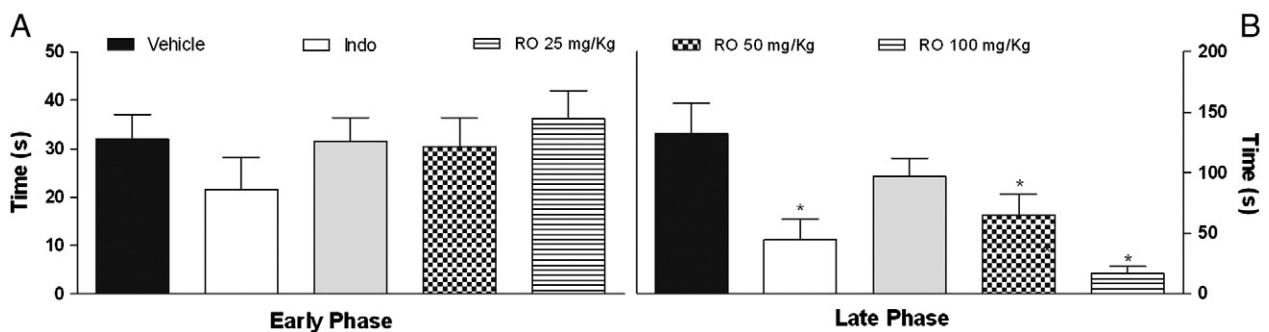 A
B
Vehicle
Indo
RO 25 mg/Kg
RO 50 mg/Kg
RO 100 mg/Kg
Time (s)
50
40
30
20
10
0
*
*
*
200
150
100
50
0
Time (s)
Early Phase
Late Phase